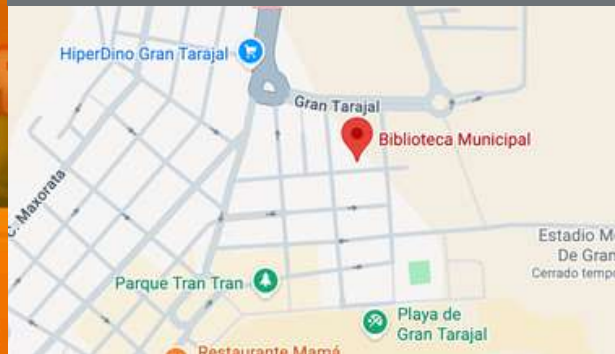 HiperDino Gran Tarajal
Gran Tarajal
Biblioteca Municipal
C. Maxorata
Estadio M
De Gran
Cerrado tempo
Parque Tran Tran
Playa de
Gran Tarajal
Restaurante Mamá